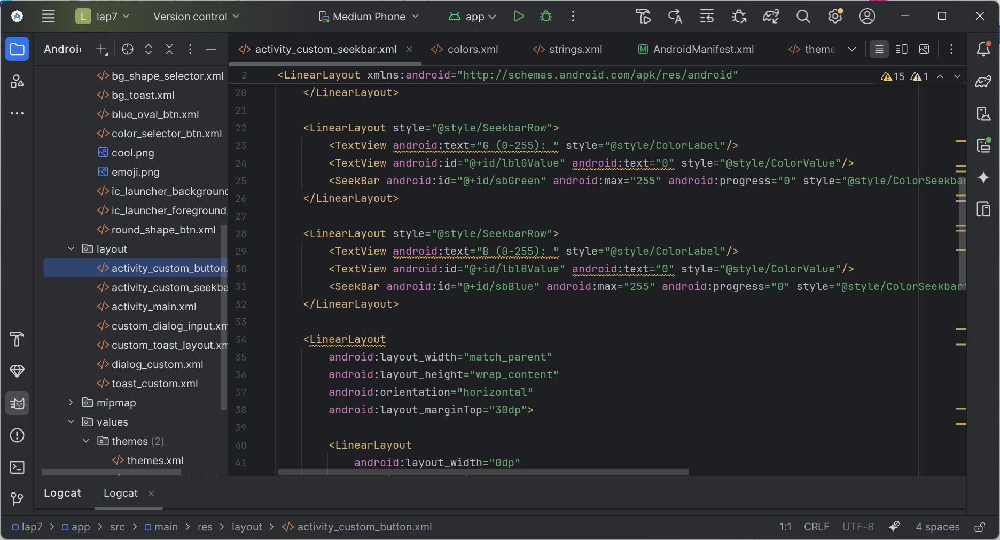 L lap7 Version control Medium Phone app
Android
activity_custom_seekbar.xml colors.xml strings.xml M AndroidManifest.xml theme
bg_shape_selector.xml
bg_toast.xml
blue_oval_btn.xml
color_selector_btn.xml
cool.png
emoji.png
ic_launcher_background
ic_launcher_foreground.
round_shape_btn.xml
layout
activity_custom_button.
activity_custom_seekba
activity_main.xml
custom_dialog_input.xm
custom_toast_layout.xm
dialog_custom.xml
toast_custom.xml
mipmap
values
themes (2)
themes.xml
2 <LinearLayout xmlns:android="http://schemas.android.com/apk/res/android"
15 1
20 </LinearLayout>
21
22 <LinearLayout style="@style/SeekbarRow">
23 <TextView android:text="G (0-255): " style="@style/ColorLabel"/>
24 <TextView android:id="@+id/lblGValue" android:text="0" style="@style/ColorValue"/>
25 <SeekBar android:id="@+id/sbGreen" android:max="255" android:progress="0" style="@style/ColorSeekbar
26 </LinearLayout>
27
28 <LinearLayout style="@style/SeekbarRow">
29 <TextView android:text="B (0-255): " style="@style/ColorLabel"/>
30 <TextView android:id="@+id/lblBValue" android:text="0" style="@style/ColorValue"/>
31 <SeekBar android:id="@+id/sbBlue" android:max="255" android:progress="0" style="@style/ColorSeekbar"
32 </LinearLayout>
33
34 <LinearLayout
35 android:layout_width="match_parent"
36 android:layout_height="wrap_content"
37 android:orientation="horizontal"
38 android:layout_marginTop="30dp">
39
40 <LinearLayout
41 android:layout_width="0dp"
Logcat Logcat
lap7 > app > src > main > res > layout > activity_custom_button.xml
1:1 CRLF UTF-8 4 spaces